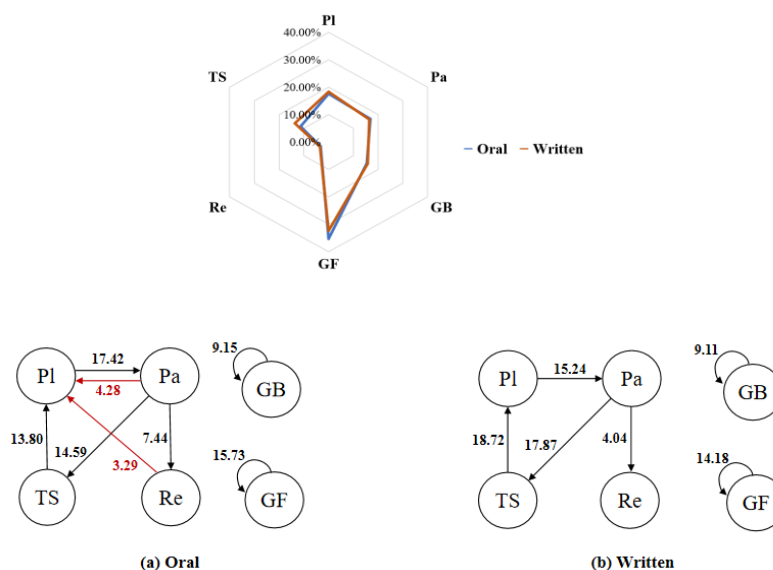 Pl
40.00%
30.00%
TS
Pa
20.00%
10.00%
0.00%
Oral
Written
Re
GB
GF
9.15
9.11
17.42
Pl
Pa
GB
15.24
Pl
Pa
GB
4.28
13.80
14.59
7.44
3.29
15.73
18.72
17.87
4.04
14.18
TS
Re
GF
TS
Re
GF
(a) Oral
(b) Written